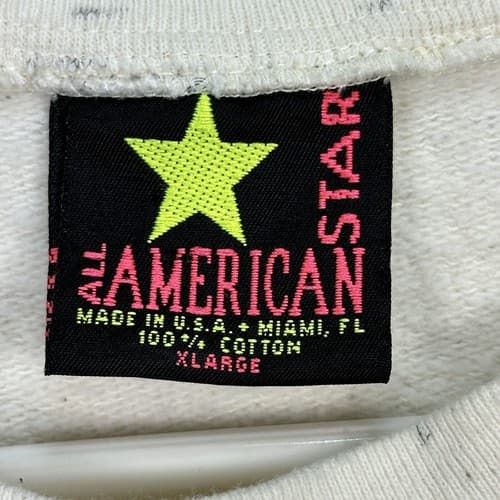 ALL AMERICAN STAR
MADE IN U.S.A. + MIAMI, FL
100% COTTON
XLARGE